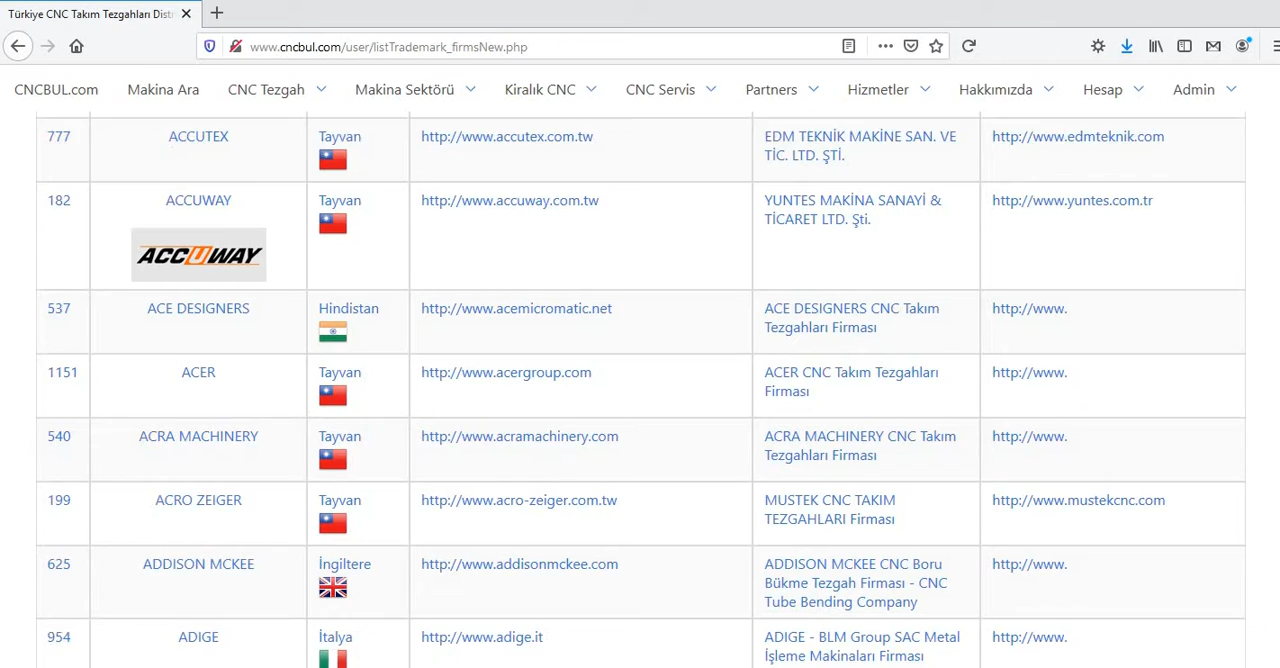 Türkiye CNC Takım Tezgahları Distr
www.cncbul.com/user/listTrademark_firmsNew.php
CNCBUL.com Makina Ara CNC Tezgah Makina Sektörü Kiralık CNC CNC Servis Partners Hizmetler Hakkımızda Hesap Admin
777 ACCUTEX Tayvan http://www.accutex.com.tw EDM TEKNİK MAKİNE SAN. VE http://www.edmteknik.com
TİC. LTD. ŞTİ.
182 ACCUWAY Tayvan http://www.accuway.com.tw YUNTES MAKİNA SANAYİ & http://www.yuntes.com.tr
TİCARET LTD. Şti.
ACCUWAY
537 ACE DESIGNERS Hindistan http://www.acemicromatic.net ACE DESIGNERS CNC Takım http://www.
Tezgahları Firması
1151 ACER Tayvan http://www.acergroup.com ACER CNC Takım Tezgahları http://www.
Firması
540 ACRA MACHINERY Tayvan http://www.acramachinery.com ACRA MACHINERY CNC Takım http://www.
Tezgahları Firması
199 ACRO ZEIGER Tayvan http://www.acro-zeiger.com.tw MUSTEK CNC TAKIM http://www.mustekcnc.com
TEZGAHLARI Firması
625 ADDISON MCKEE İngiltere http://www.addisonmckee.com ADDISON MCKEE CNC Boru http://www.
Bükme Tezgah Firması - CNC
Tube Bending Company
954 ADIGE İtalya http://www.adige.it ADIGE - BLM Group SAC Metal http://www.
İşleme Makinaları Firması